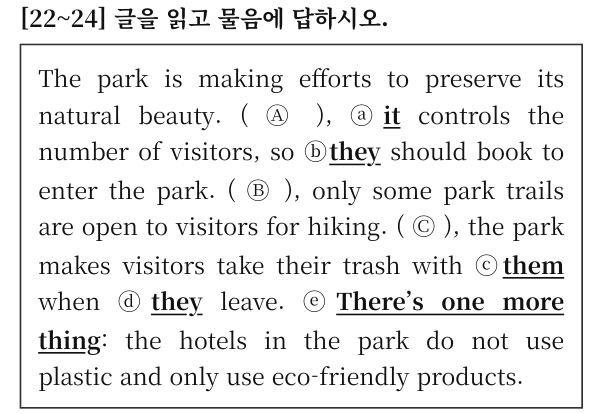 [22~24] 글을 읽고 물음에 답하시오.
The park is making efforts to preserve its
natural beauty. ( Ⓐ ), ⓐ it controls the
number of visitors, so ⓑthey should book to
enter the park. ( Ⓑ ), only some park trails
are open to visitors for hiking. ( Ⓒ ), the park
makes visitors take their trash with ⓒthem
when ⓓ they leave. ⓔ There's one more
thing: the hotels in the park do not use
plastic and only use eco-friendly products.